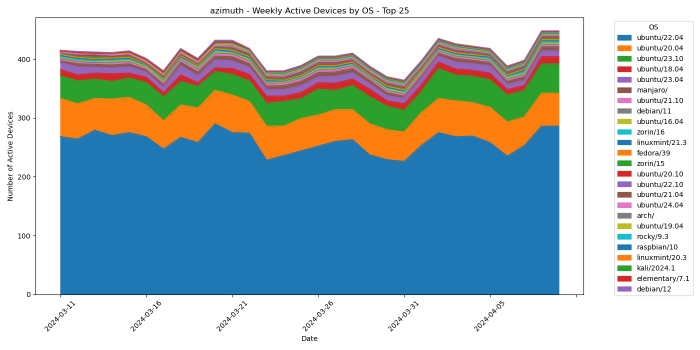 azimuth - Weekly Active Devices by OS - Top 25
Number of Active Devices
400
300
200
100
0
2024-03-11
2024-03-16
2024-03-21
2024-03-26
2024-03-31
2024-04-05
Date
OS
ubuntu/22.04
ubuntu/20.04
ubuntu/23.10
ubuntu/18.04
ubuntu/23.04
manjaro/
ubuntu/21.10
debian/11
ubuntu/16.04
zorin/16
linuxmint/21.3
fedora/39
zorin/15
ubuntu/20.10
ubuntu/22.10
ubuntu/21.04
ubuntu/24.04
arch/
ubuntu/19.04
rocky/9.3
raspbian/10
linuxmint/20.3
kali/2024.1
elementary/7.1
debian/12